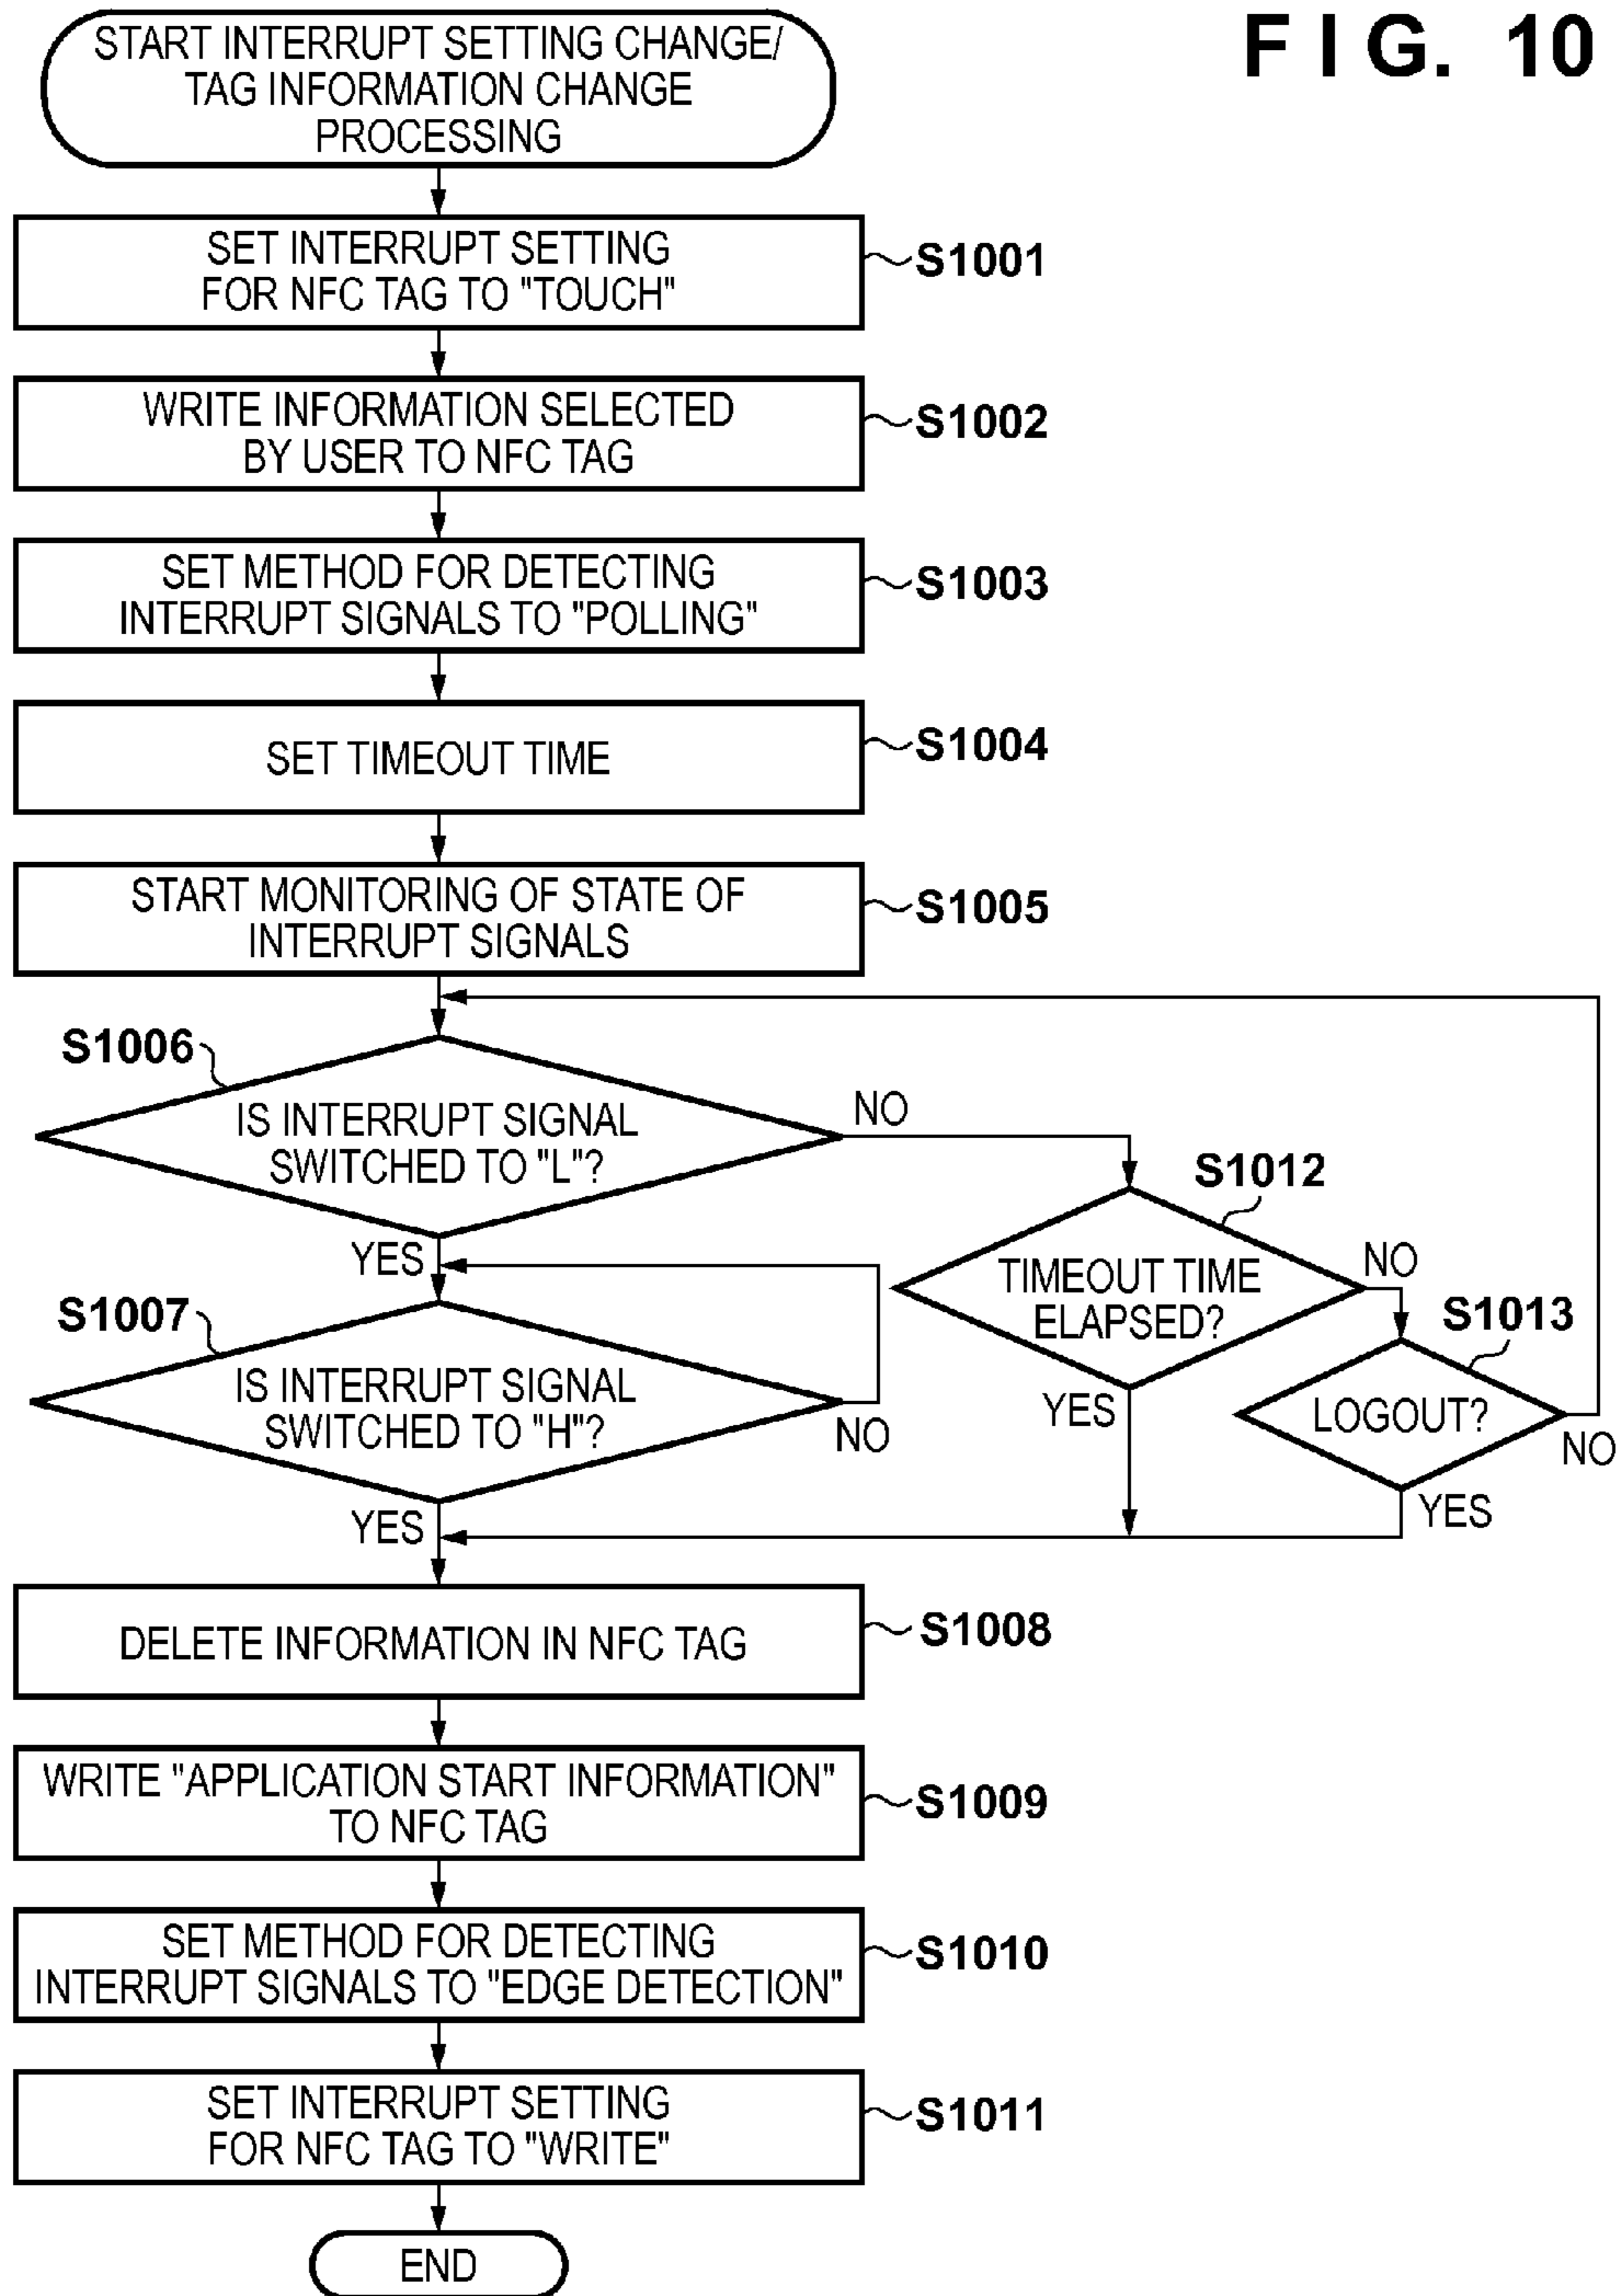 FIG. 10
START INTERRUPT SETTING CHANGE/
TAG INFORMATION CHANGE
PROCESSING
SET INTERRUPT SETTING
FOR NFC TAG TO "TOUCH"
S1001
WRITE INFORMATION SELECTED
BY USER TO NFC TAG
S1002
SET METHOD FOR DETECTING
INTERRUPT SIGNALS TO "POLLING"
S1003
SET TIMEOUT TIME
S1004
START MONITORING OF STATE OF
INTERRUPT SIGNALS
S1005
S1006
IS INTERRUPT SIGNAL
SWITCHED TO "L"?
NO
YES
S1012
TIMEOUT TIME
ELAPSED?
NO
YES
S1013
LOGOUT?
NO
YES
S1007
IS INTERRUPT SIGNAL
SWITCHED TO "H"?
NO
YES
DELETE INFORMATION IN NFC TAG
S1008
WRITE "APPLICATION START INFORMATION"
TO NFC TAG
S1009
SET METHOD FOR DETECTING
INTERRUPT SIGNALS TO "EDGE DETECTION"
S1010
SET INTERRUPT SETTING
FOR NFC TAG TO "WRITE"
S1011
END